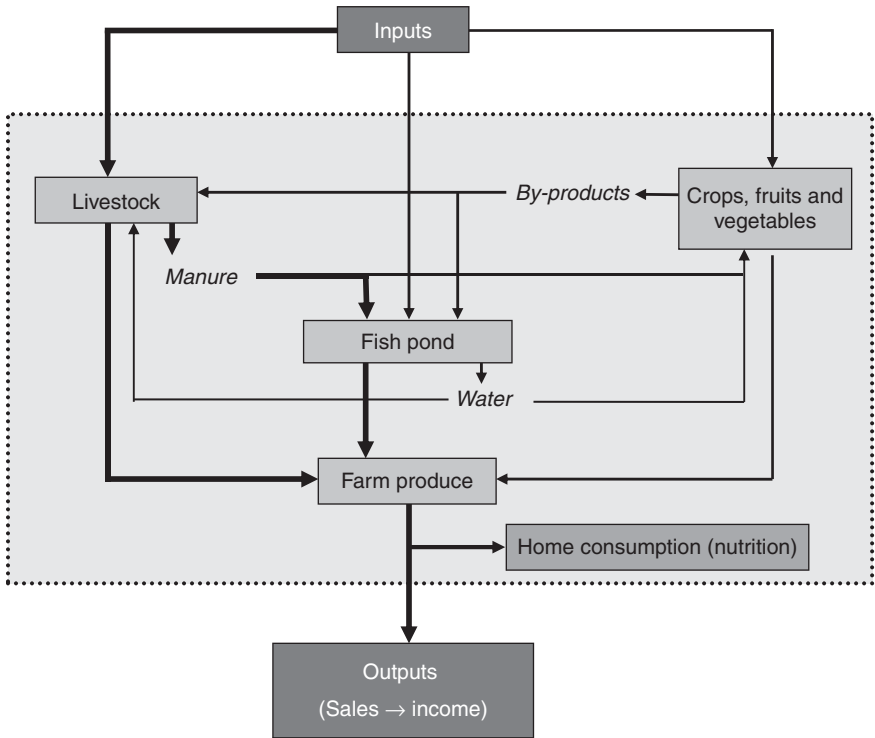 Inputs
Livestock
By-products
Crops, fruits and
vegetables
Manure
Fish pond
Water
Farm produce
Home consumption (nutrition)
Outputs
(Sales → income)